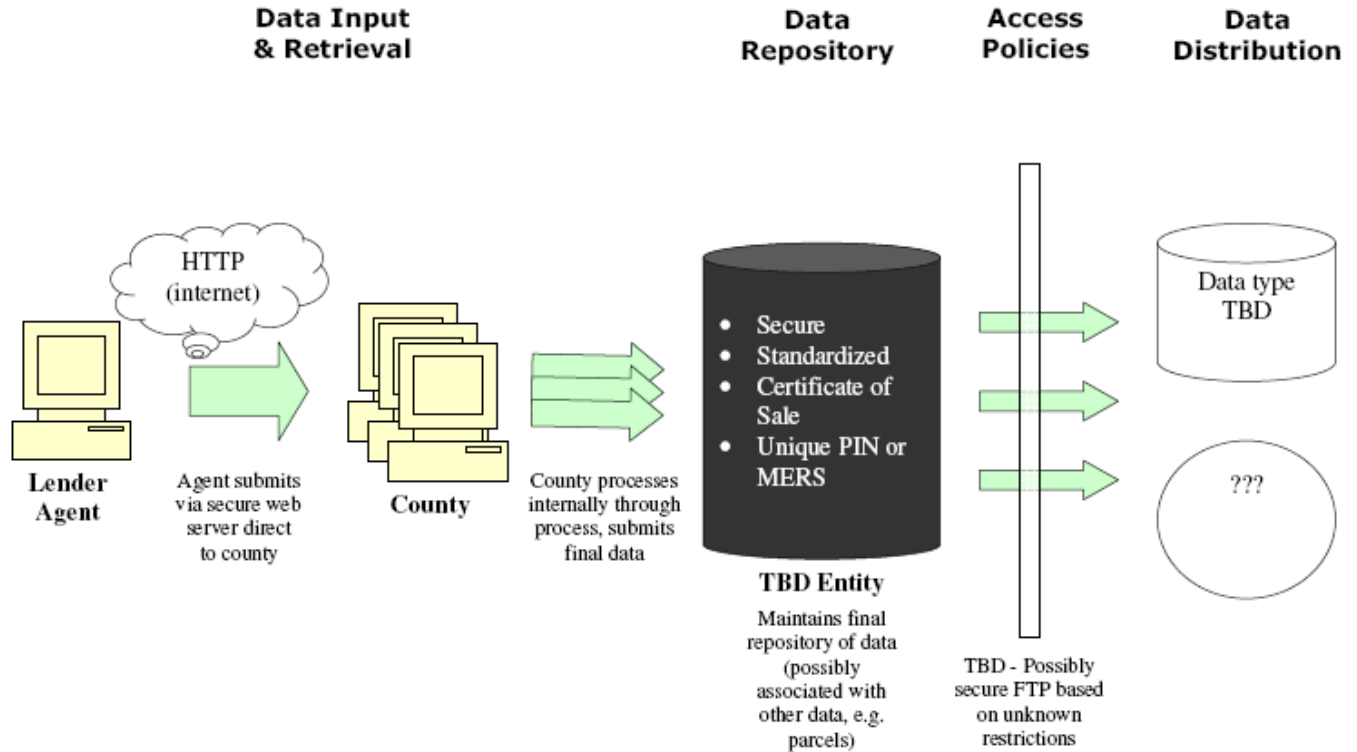 Data Input
& Retrieval
Data
Repository
Access
Policies
Data
Distribution
HTTP
(internet)
Lender
Agent
Agent submits
via secure web
server direct
to county
County
County processes
internally through
process, submits
final data
• Secure
• Standardized
• Certificate of
Sale
• Unique PIN or
MERS
TBD Entity
Maintains final
repository of data
(possibly
associated with
other data, e.g.
parcels)
TBD - Possibly
secure FTP based
on unknown
restrictions
Data type
TBD
???